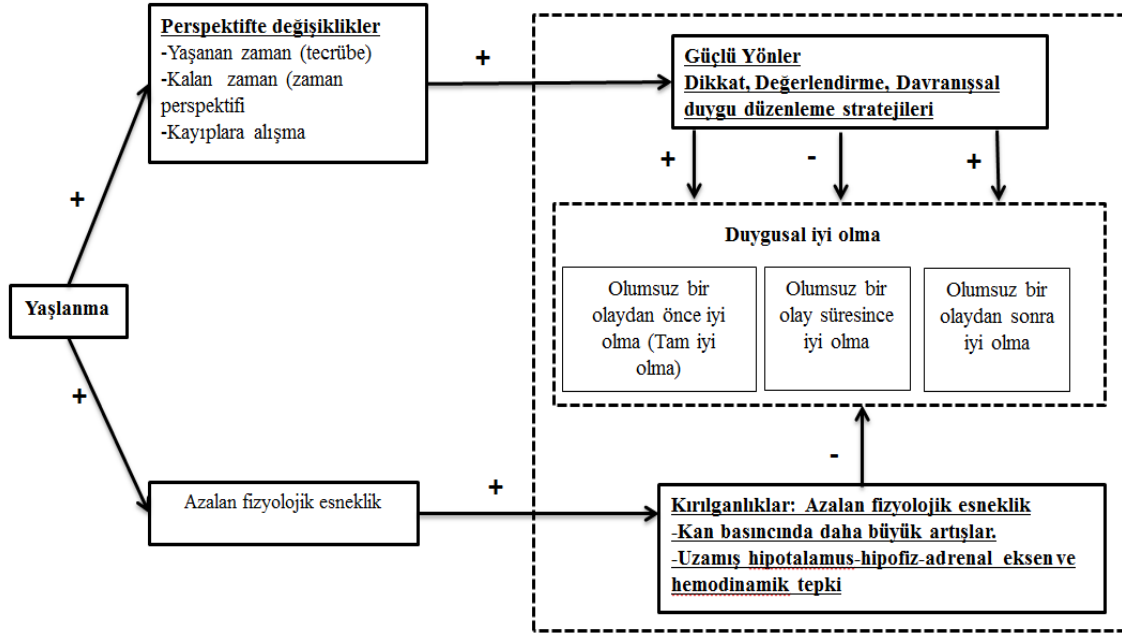 Perspektifte değişiklikler
-Yaşanan zaman (tecrübe)
-Kalan zaman (zaman
perspektifi
-Kayıplara alışma
+
Güçlü Yönler
Dikkat, Değerlendirme, Davranışsal
duygu düzenleme stratejileri
+
+
-
+
Duygusal iyi olma
Olumsuz bir
olaydan önce iyi
olma (Tam iyi
olma)
Olumsuz bir
olay süresince
iyi olma
Olumsuz bir
olaydan sonra
iyi olma
Yaşlanma
+
-
Azalan fizyolojik esneklik
+
Kırılganlıklar: Azalan fizyolojik esneklik
-Kan basıncında daha büyük artışlar.
-Uzamış hipotalamus-hipofiz-adrenal eksen ve
hemodinamik tepki